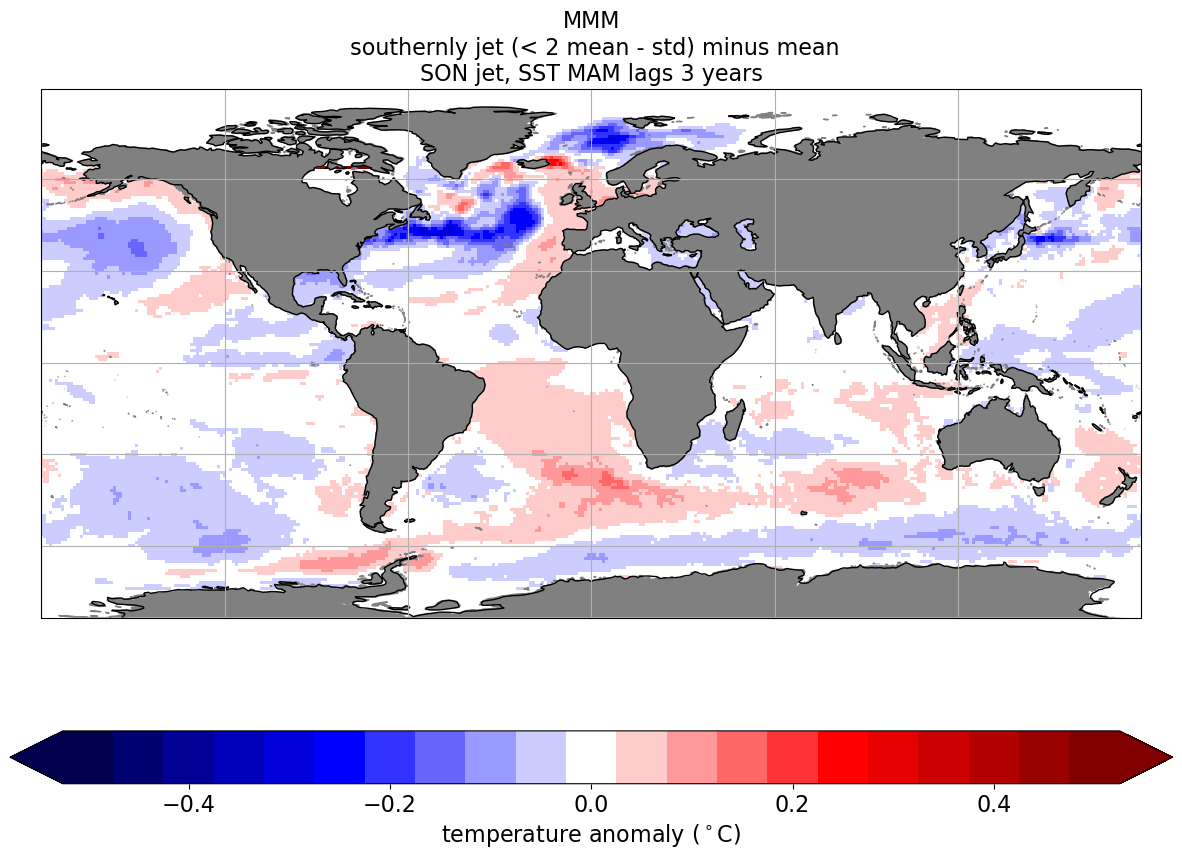 MMM
southernly jet (< 2 mean - std) minus mean
SON jet, SST MAM lags 3 years
−0.4 −0.2 0.0 0.2 0.4
temperature anomaly (°C)